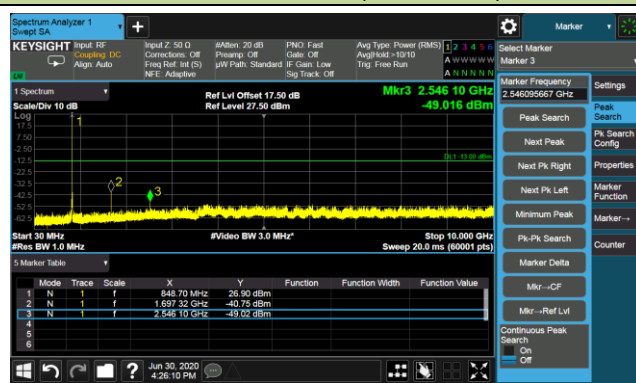 Spectrum Analyzer 1
Swept SA
Marker
KEYSIGHT Input: RF Input Z: 50 Ω #Atten: 20 dB PNO: Fast Avg Type: Power (RMS) 1 2 3 4 5 6
Coupling: DC Corrections: Off Preamp: Off Gate: Off Avg|Hold:>10/10 A W W W W W
Align: Auto Freq Ref: Int (S) µW Path: Standard IF Gain: Low Trig: Free Run
NFE: Adaptive Sig Track: Off A N N N N N
Select Marker
Marker 3
1 Spectrum
Ref Lvl Offset 17.50 dB
Mkr3 2.546 10 GHz
Scale/Div 10 dB
Ref Level 27.50 dBm
-49.016 dBm
Log
17.5
7.50
-2.50
-12.5
DL1 -13.00 dBm
-22.5
-32.5
-42.5
-52.5
-62.5
1
2
3
Start 30 MHz
#Video BW 3.0 MHz*
Stop 10.000 GHz
#Res BW 1.0 MHz
Sweep 20.0 ms (60001 pts)
5 Marker Table
Mode Trace Scale X Y Function Function Width Function Value
1 N 1 f 848.70 MHz 26.90 dBm
2 N 1 f 1.697 32 GHz -40.75 dBm
3 N 1 f 2.546 10 GHz -49.02 dBm
4
5
6
Marker Frequency
2.546095667 GHz
Peak Search
Next Peak
Next Pk Right
Next Pk Left
Minimum Peak
Pk-Pk Search
Marker Delta
Mkr→CF
Mkr→Ref Lvl
Continuous Peak
Search
On
Off
Settings
Peak
Search
Pk Search
Config
Properties
Marker
Function
Marker→
Counter
?
Jun 30, 2020
4:26:10 PM